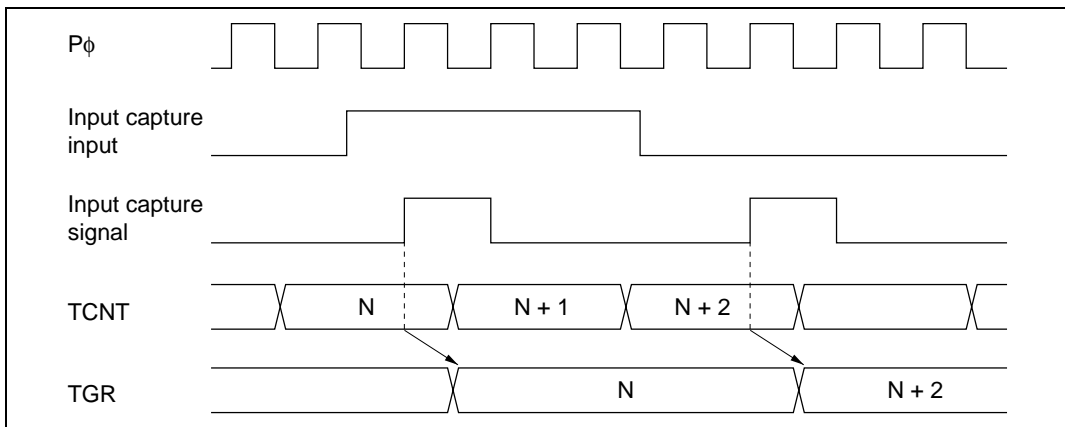 Pϕ
Input capture
input
Input capture
signal
TCNT
N
N + 1
N + 2
TGR
N
N + 2